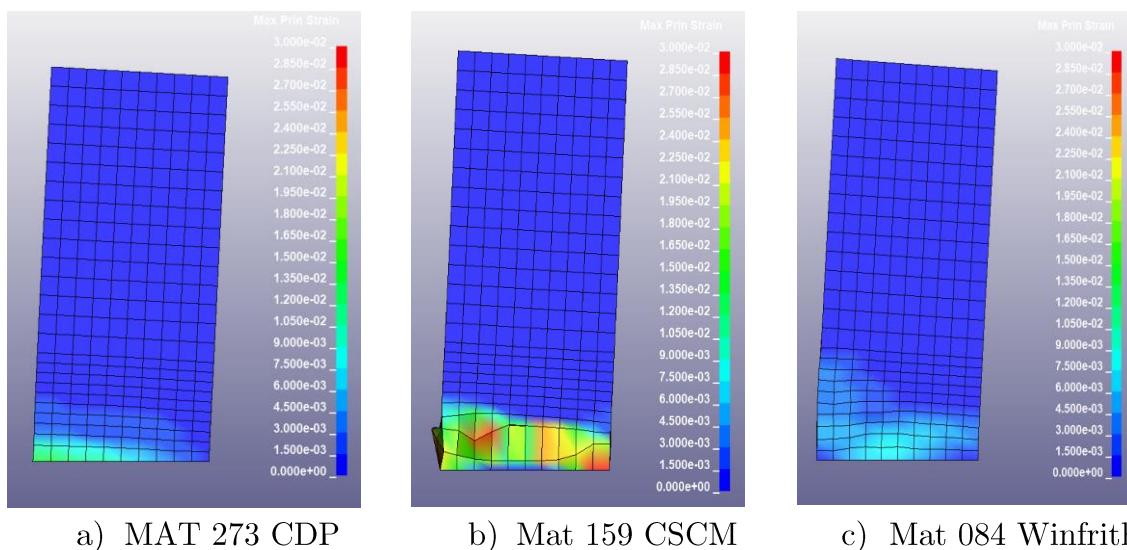 Max Prin Strain
3.000e-02
2.850e-02
2.700e-02
2.550e-02
2.400e-02
2.250e-02
2.100e-02
1.950e-02
1.800e-02
1.650e-02
1.500e-02
1.350e-02
1.200e-02
1.050e-02
9.000e-03
7.500e-03
6.000e-03
4.500e-03
3.000e-03
1.500e-03
0.000e+00
a) MAT 273 CDP
Max Prin Strain
3.000e-02
2.850e-02
2.700e-02
2.550e-02
2.400e-02
2.250e-02
2.100e-02
1.950e-02
1.800e-02
1.650e-02
1.500e-02
1.350e-02
1.200e-02
1.050e-02
9.000e-03
7.500e-03
6.000e-03
4.500e-03
3.000e-03
1.500e-03
0.000e+00
b) Mat 159 CSCM
Max Prin Strain
3.000e-02
2.850e-02
2.700e-02
2.550e-02
2.400e-02
2.250e-02
2.100e-02
1.950e-02
1.800e-02
1.650e-02
1.500e-02
1.350e-02
1.200e-02
1.050e-02
9.000e-03
7.500e-03
6.000e-03
4.500e-03
3.000e-03
1.500e-03
0.000e+00
c) Mat 084 Winfrith